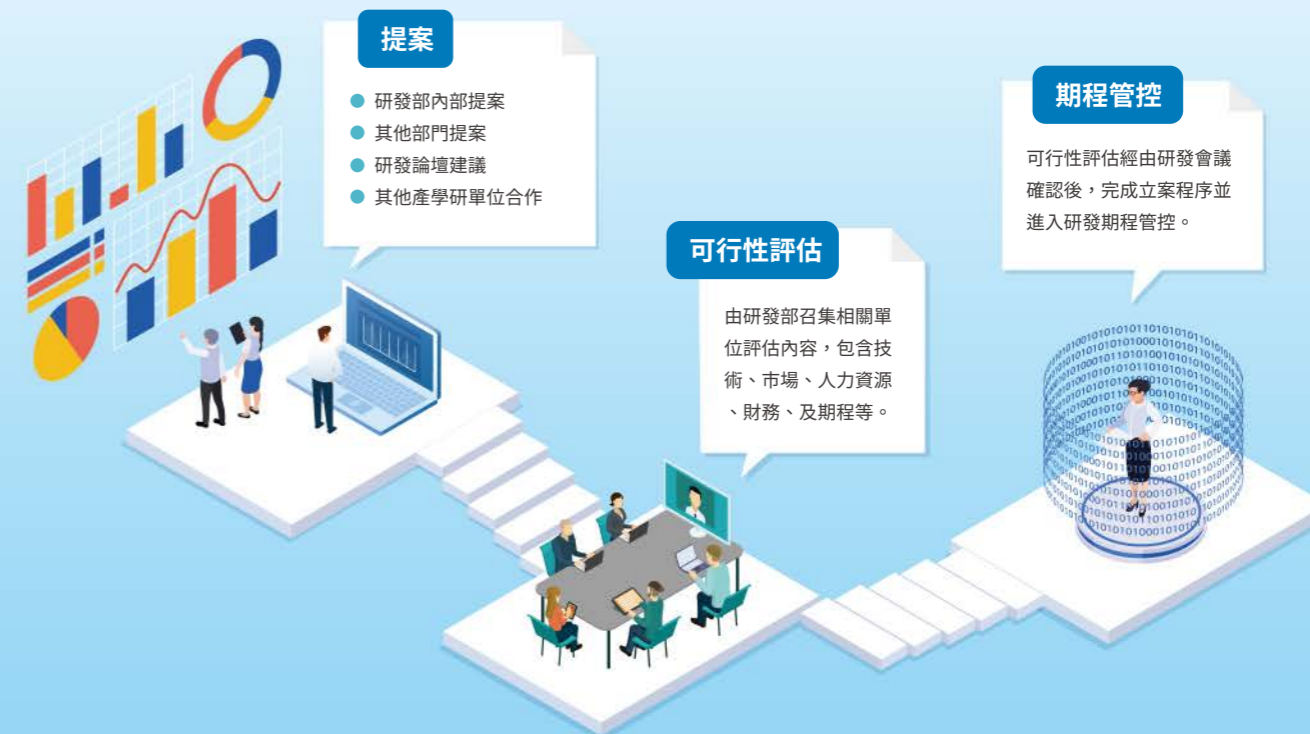 提案
研發部內部提案
其他部門提案
研發論壇建議
其他產學研單位合作
可行性評估
由研發部召集相關單
位評估內容，包含技
術、市場、人力資源
、財務、及期程等。
期程管控
可行性評估經由研發會議
確認後，完成立案程序並
進入研發期程管控。